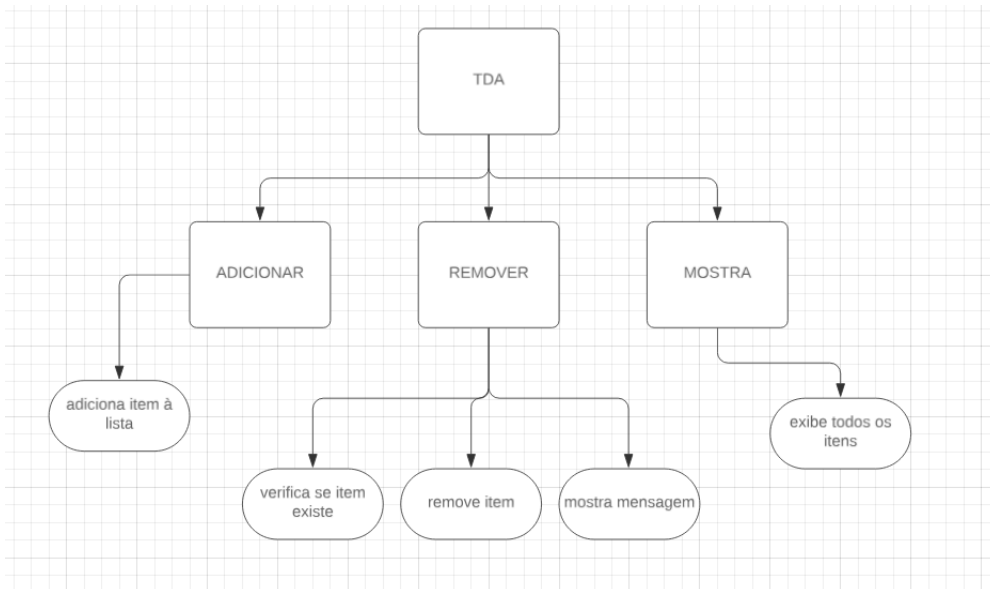 TDA
ADICIONAR
REMOVER
MOSTRA
adiciona item à
lista
verifica se item
existe
remove item
mostra mensagem
exibe todos os
itens